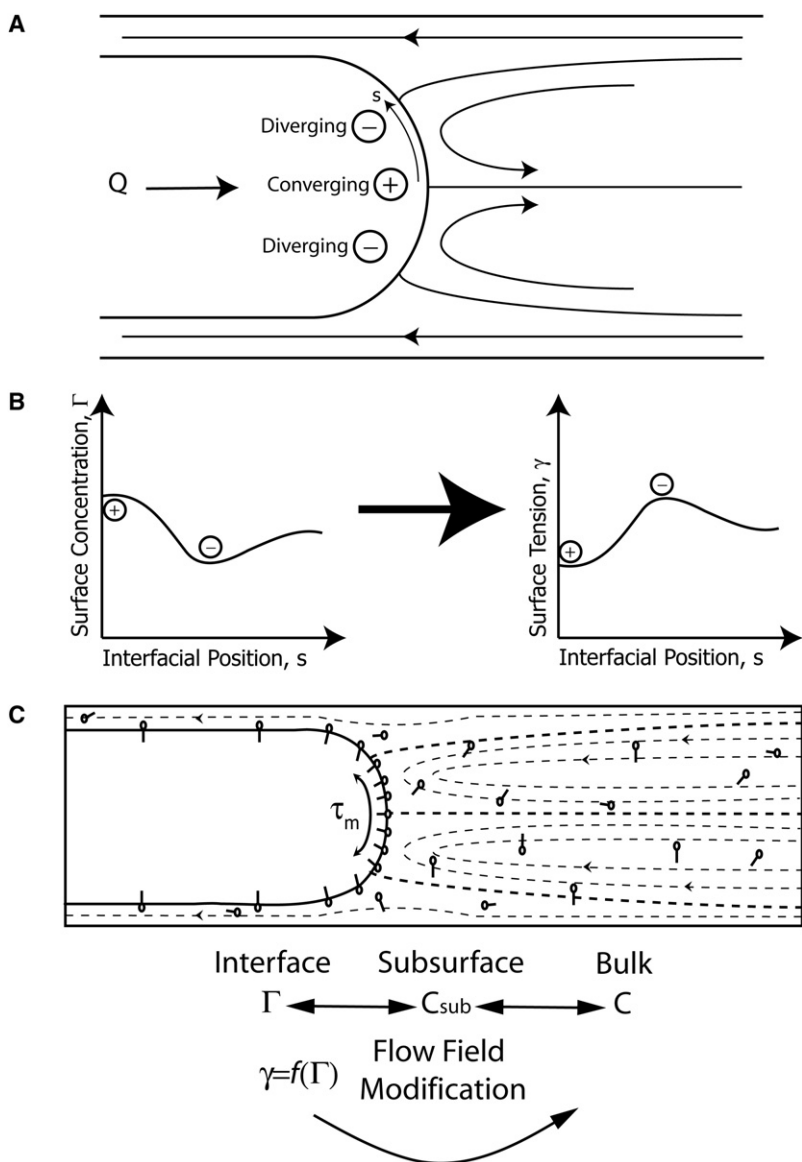 A
s
Diverging −
Q Converging +
Diverging −
B
Surface Concentration, Γ
+
−
Interfacial Position, s
Surface Tension, γ
+
−
Interfacial Position, s
C
τm
Interface Subsurface Bulk
Γ Csub C
γ=f(Γ) Flow Field
Modification